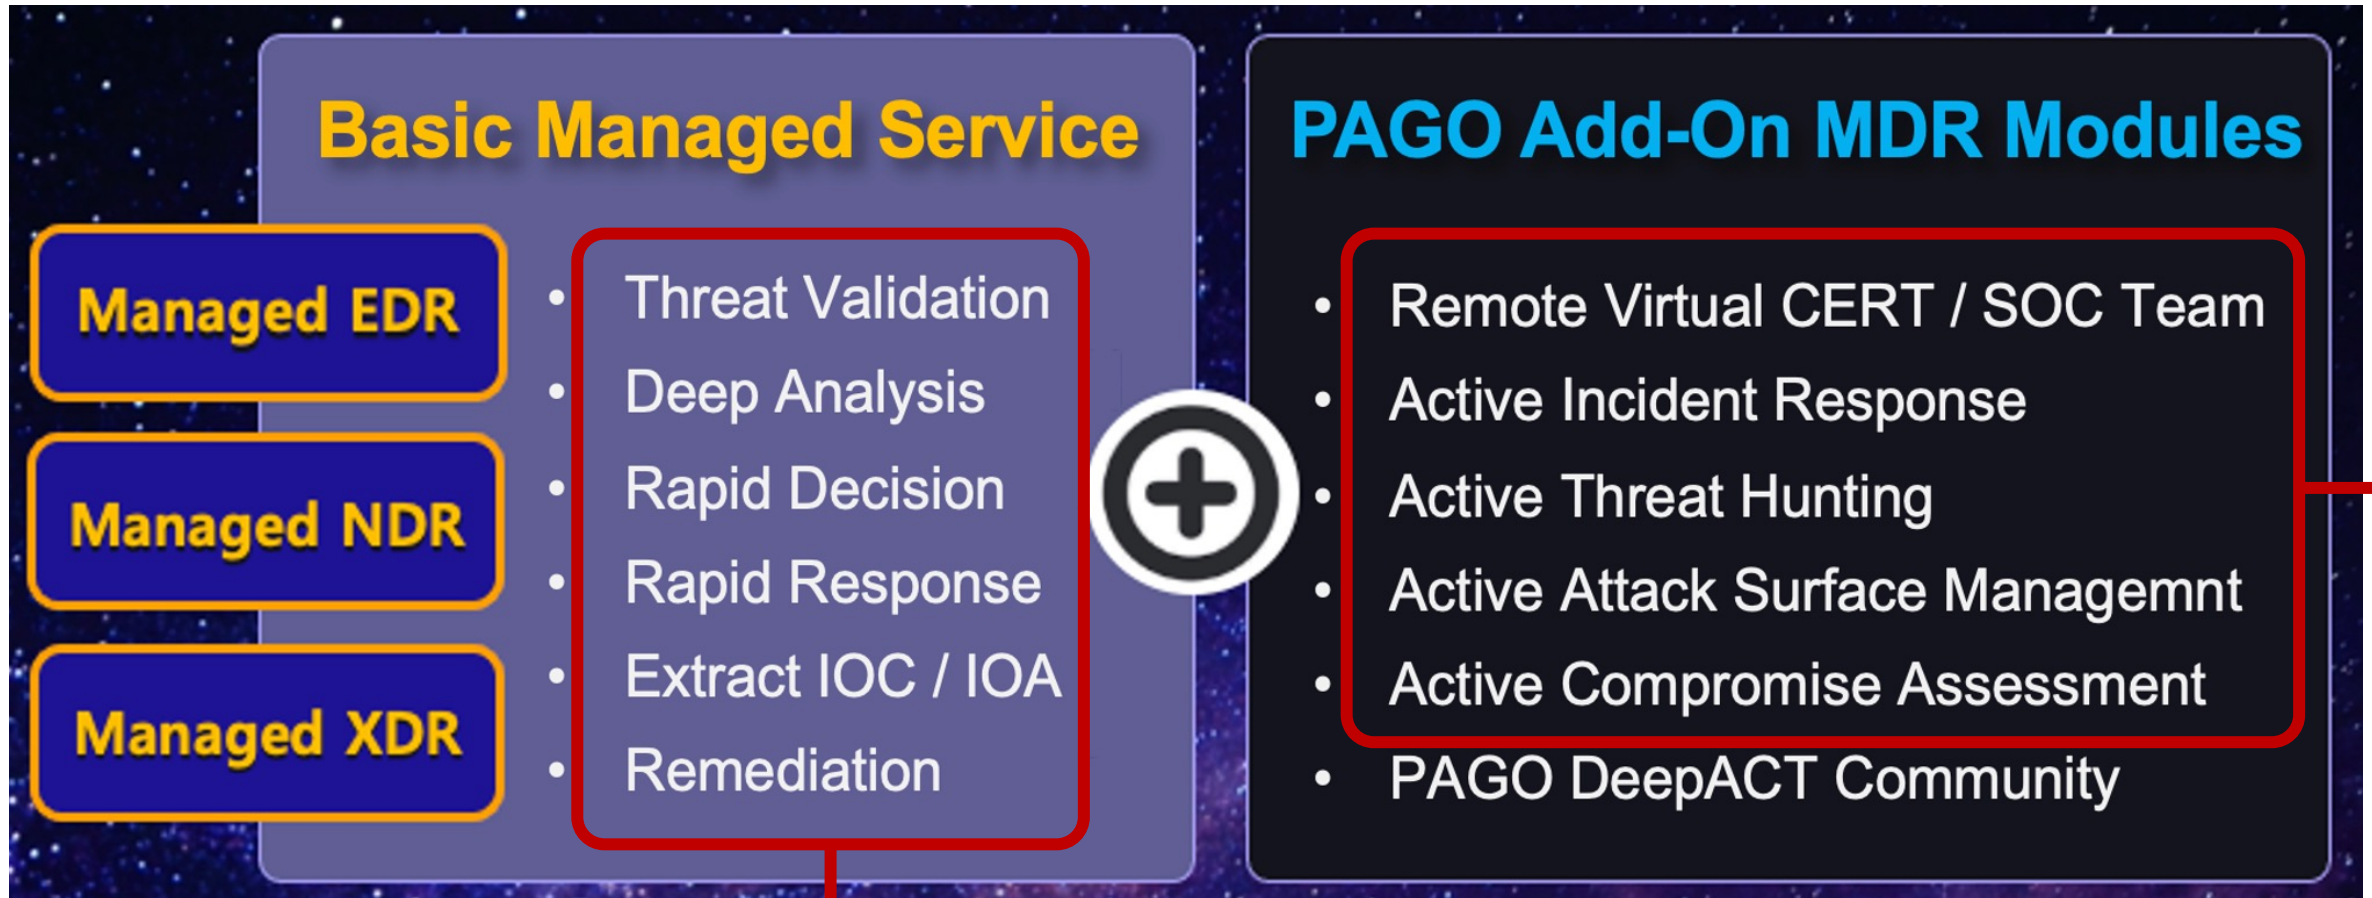 Basic Managed Service
Managed EDR
Managed NDR
Managed XDR
• Threat Validation
• Deep Analysis
• Rapid Decision
• Rapid Response
• Extract IOC / IOA
• Remediation
PAGO Add-On MDR Modules
• Remote Virtual CERT / SOC Team
• Active Incident Response
• Active Threat Hunting
• Active Attack Surface Managemnt
• Active Compromise Assessment
• PAGO DeepACT Community